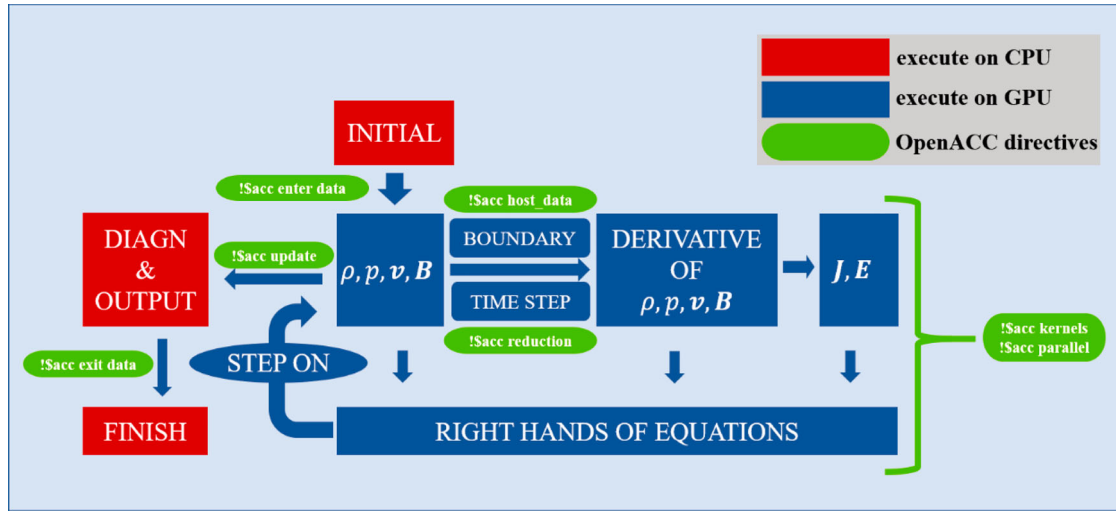 execute on CPU
execute on GPU
OpenACC directives
INITIAL
!$acc enter data
!$acc host_data
DIAGN
&
OUTPUT
!$acc update
ρ, p, v, B
BOUNDARY
TIME STEP
DERIVATIVE
OF
ρ, p, v, B
J, E
!$acc reduction
!$acc kernels
!$acc parallel
!$acc exit data
STEP ON
FINISH
RIGHT HANDS OF EQUATIONS